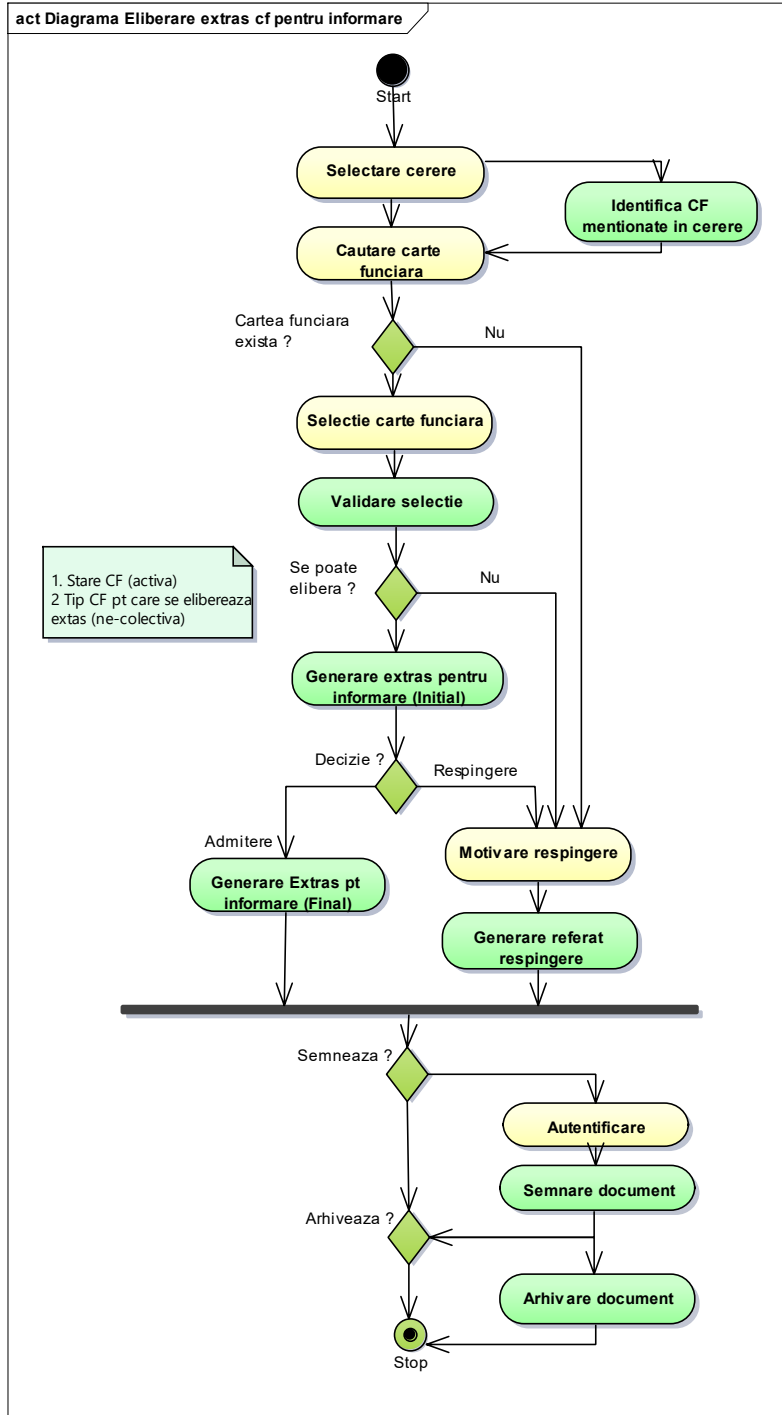 act Diagrama Eliberare extras cf pentru informare
Start
Selectare cerere
Identifica CF
mentionate in cerere
Cautare carte
funciara
Cartea funciara
exista ?
Nu
Selectie carte funciara
Validare selectie
1. Stare CF (activa)
2 Tip CF pt care se elibereaza
extas (ne-colectiva)
Se poate
elibera ?
Nu
Generare extras pentru
informare (Initial)
Decizie ?
Respingere
Admitere
Motivare respingere
Generare Extras pt
informare (Final)
Generare referat
respingere
Semneaza ?
Autentificare
Semnare document
Arhiveaza ?
Arhivare document
Stop